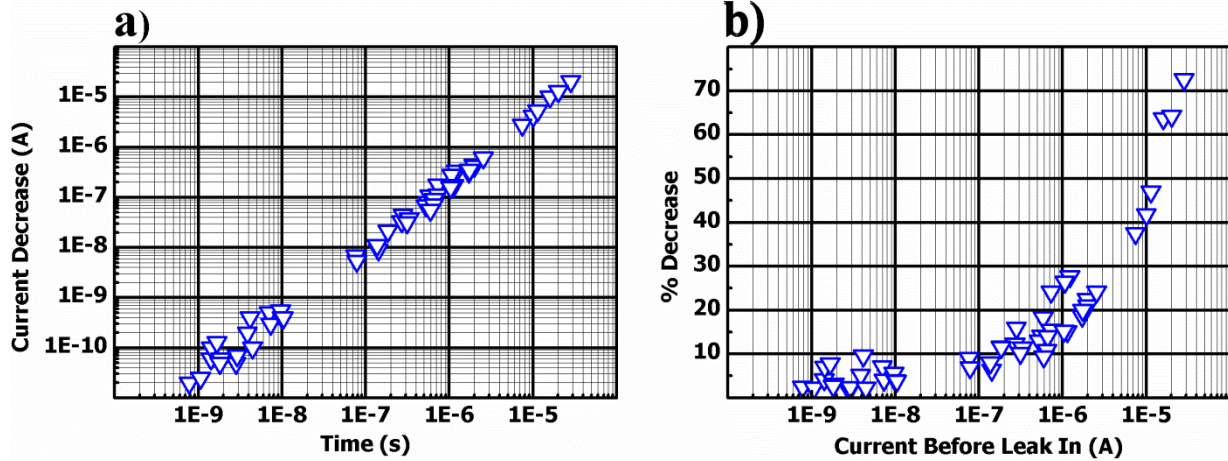 a)
Current Decrease (A)
1E-5
1E-6
1E-7
1E-8
1E-9
1E-10
1E-9 1E-8 1E-7 1E-6 1E-5
Time (s)
b)
% Decrease
70
60
50
40
30
20
10
1E-9 1E-8 1E-7 1E-6 1E-5
Current Before Leak In (A)